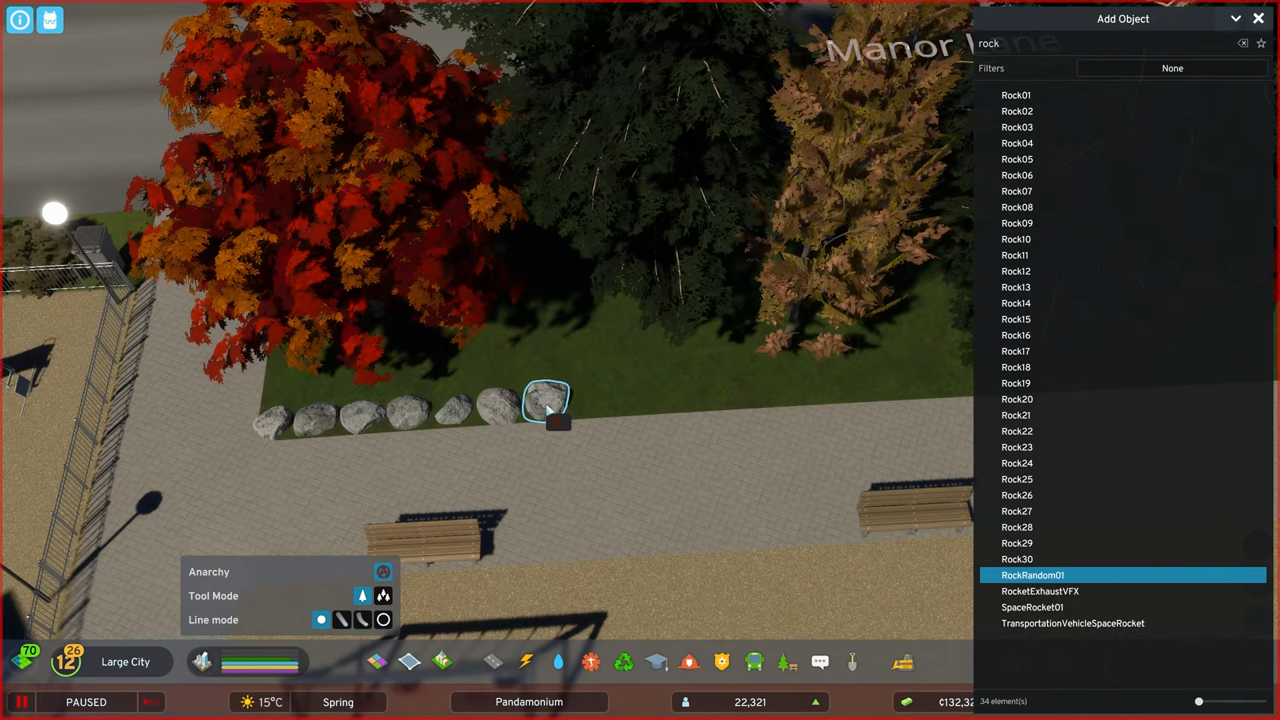 Add Object
rock
Filters
None
Manor
Rock01
Rock02
Rock03
Rock04
Rock05
Rock06
Rock07
Rock08
Rock09
Rock10
Rock11
Rock12
Rock13
Rock14
Rock15
Rock16
Rock17
Rock18
Rock19
Rock20
Rock21
Rock22
Rock23
Rock24
Rock25
Rock26
Rock27
Rock28
Rock29
Rock30
RockRandom01
RocketExhaustVFX
SpaceRocket01
TransportationVehicleSpaceRocket
34 element(s)
Anarchy
Tool Mode
Line mode
70
12
26
Large City
PAUSED
15°C
Spring
Pandamonium
22,321
¢132,32